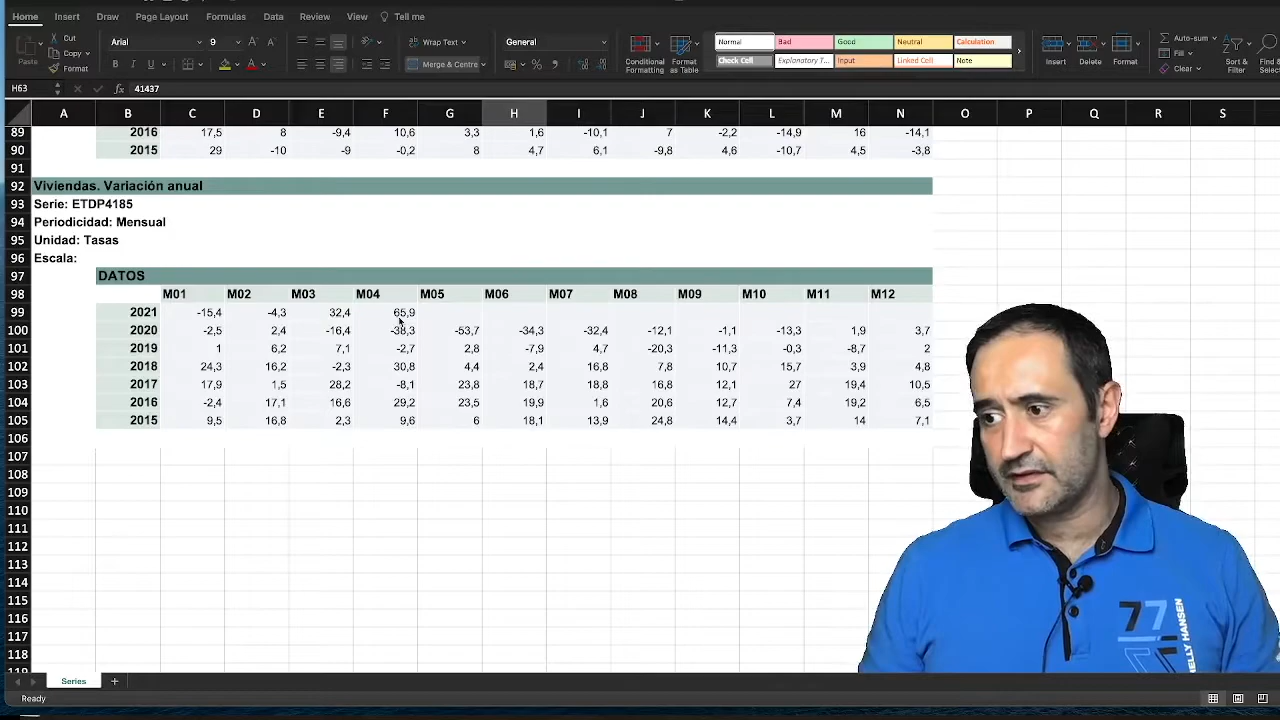 Home Insert Draw Page Layout Formulas Data Review View Tell me
Cut
Copy
Paste
Format
Arial
Wrap Text
Merge & Centre
General
Conditional Formatting
Format as Table
Normal Bad Good Neutral Calculation
Check Cell Explanatory T... Input Linked Cell Note
Insert Delete Format
Auto-sum
Fill
Clear
Sort & Filter
H63 fx 41437
A B C D E F G H I J K L M N O P Q R S
89 2016 17,5 8 -9,4 10,6 3,3 1,6 -10,1 7 -2,2 -14,9 16 -14,1
90 2015 29 -10 -9 -0,2 8 4,7 6,1 -9,8 4,6 -10,7 4,5 -3,8
91
92 Viviendas. Variación anual
93 Serie: ETDP4185
94 Periodicidad: Mensual
95 Unidad: Tasas
96 Escala:
97 DATOS
98 M01 M02 M03 M04 M05 M06 M07 M08 M09 M10 M11 M12
99 2021 -15,4 -4,3 32,4 65,9
100 2020 -2,5 2,4 -16,4 -38,3 -53,7 -34,3 -32,4 -12,1 -1,1 -13,3 1,9 3,7
101 2019 1 6,2 7,1 -2,7 2,8 -7,9 4,7 -20,3 -11,3 -0,3 -8,7 2
102 2018 24,3 16,2 -2,3 30,8 4,4 2,4 16,8 7,8 10,7 15,7 3,9 4,8
103 2017 17,9 1,5 28,2 -8,1 23,8 18,7 18,8 16,8 12,1 27 19,4 10,5
104 2016 -2,4 17,1 16,6 29,2 23,5 19,9 1,6 20,6 12,7 7,4 19,2 6,5
105 2015 9,5 16,8 2,3 9,6 6 18,1 13,9 24,8 14,4 3,7 14 7,1
106
107
108
109
110
111
112
113
114
115
116
117
118
77
HELLY HANSEN
Series
Ready